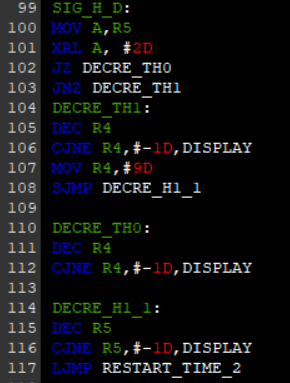 99 SIG_H_D:
100 MOV A,R5
101 XRL A, #2D
102 JZ DECRE_TH0
103 JNZ DECRE_TH1
104 DECRE_TH1:
105 DEC R4
106 CJNE R4,#-1D,DISPLAY
107 MOV R4,#9D
108 SJMP DECRE_H1_1
109
110 DECRE_TH0:
111 DEC R4
112 CJNE R4,#-1D,DISPLAY
113
114 DECRE_H1_1:
115 DEC R5
116 CJNE R5,#-1D,DISPLAY
117 LJMP RESTART_TIME_2